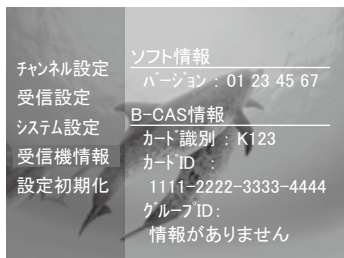 チャンネル設定
受信設定
システム設定
受信機情報
設定初期化
ソフト情報
バージョン : 01 23 45 67
B-CAS情報
カード識別 : K123
カードID :
1111-2222-3333-4444
グループID:
情報がありません